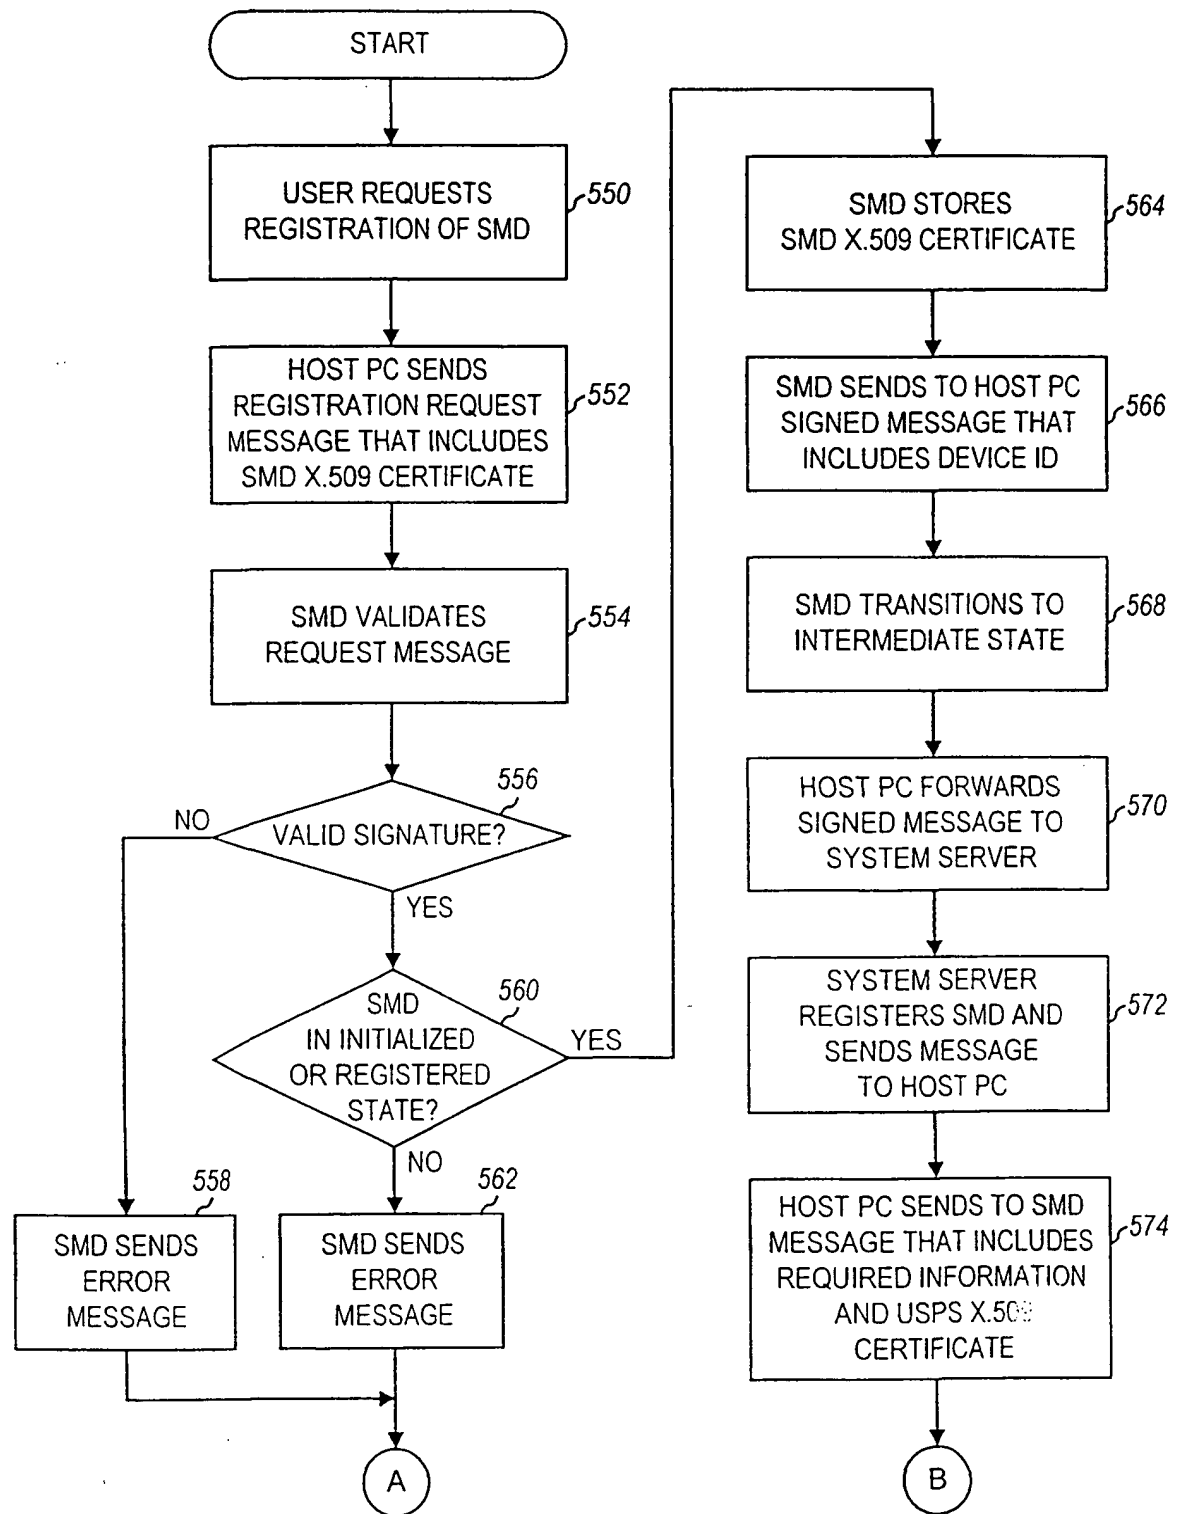 START
USER REQUESTS
REGISTRATION OF SMD
550
HOST PC SENDS
REGISTRATION REQUEST
MESSAGE THAT INCLUDES
SMD X.509 CERTIFICATE
552
SMD VALIDATES
REQUEST MESSAGE
554
VALID SIGNATURE?
556
NO
YES
SMD
IN INITIALIZED
OR REGISTERED
STATE?
560
YES
NO
SMD SENDS
ERROR
MESSAGE
558
SMD SENDS
ERROR
MESSAGE
562
A
SMD STORES
SMD X.509 CERTIFICATE
564
SMD SENDS TO HOST PC
SIGNED MESSAGE THAT
INCLUDES DEVICE ID
566
SMD TRANSITIONS TO
INTERMEDIATE STATE
568
HOST PC FORWARDS
SIGNED MESSAGE TO
SYSTEM SERVER
570
SYSTEM SERVER
REGISTERS SMD AND
SENDS MESSAGE
TO HOST PC
572
HOST PC SENDS TO SMD
MESSAGE THAT INCLUDES
REQUIRED INFORMATION
AND USPS X.509
CERTIFICATE
574
B